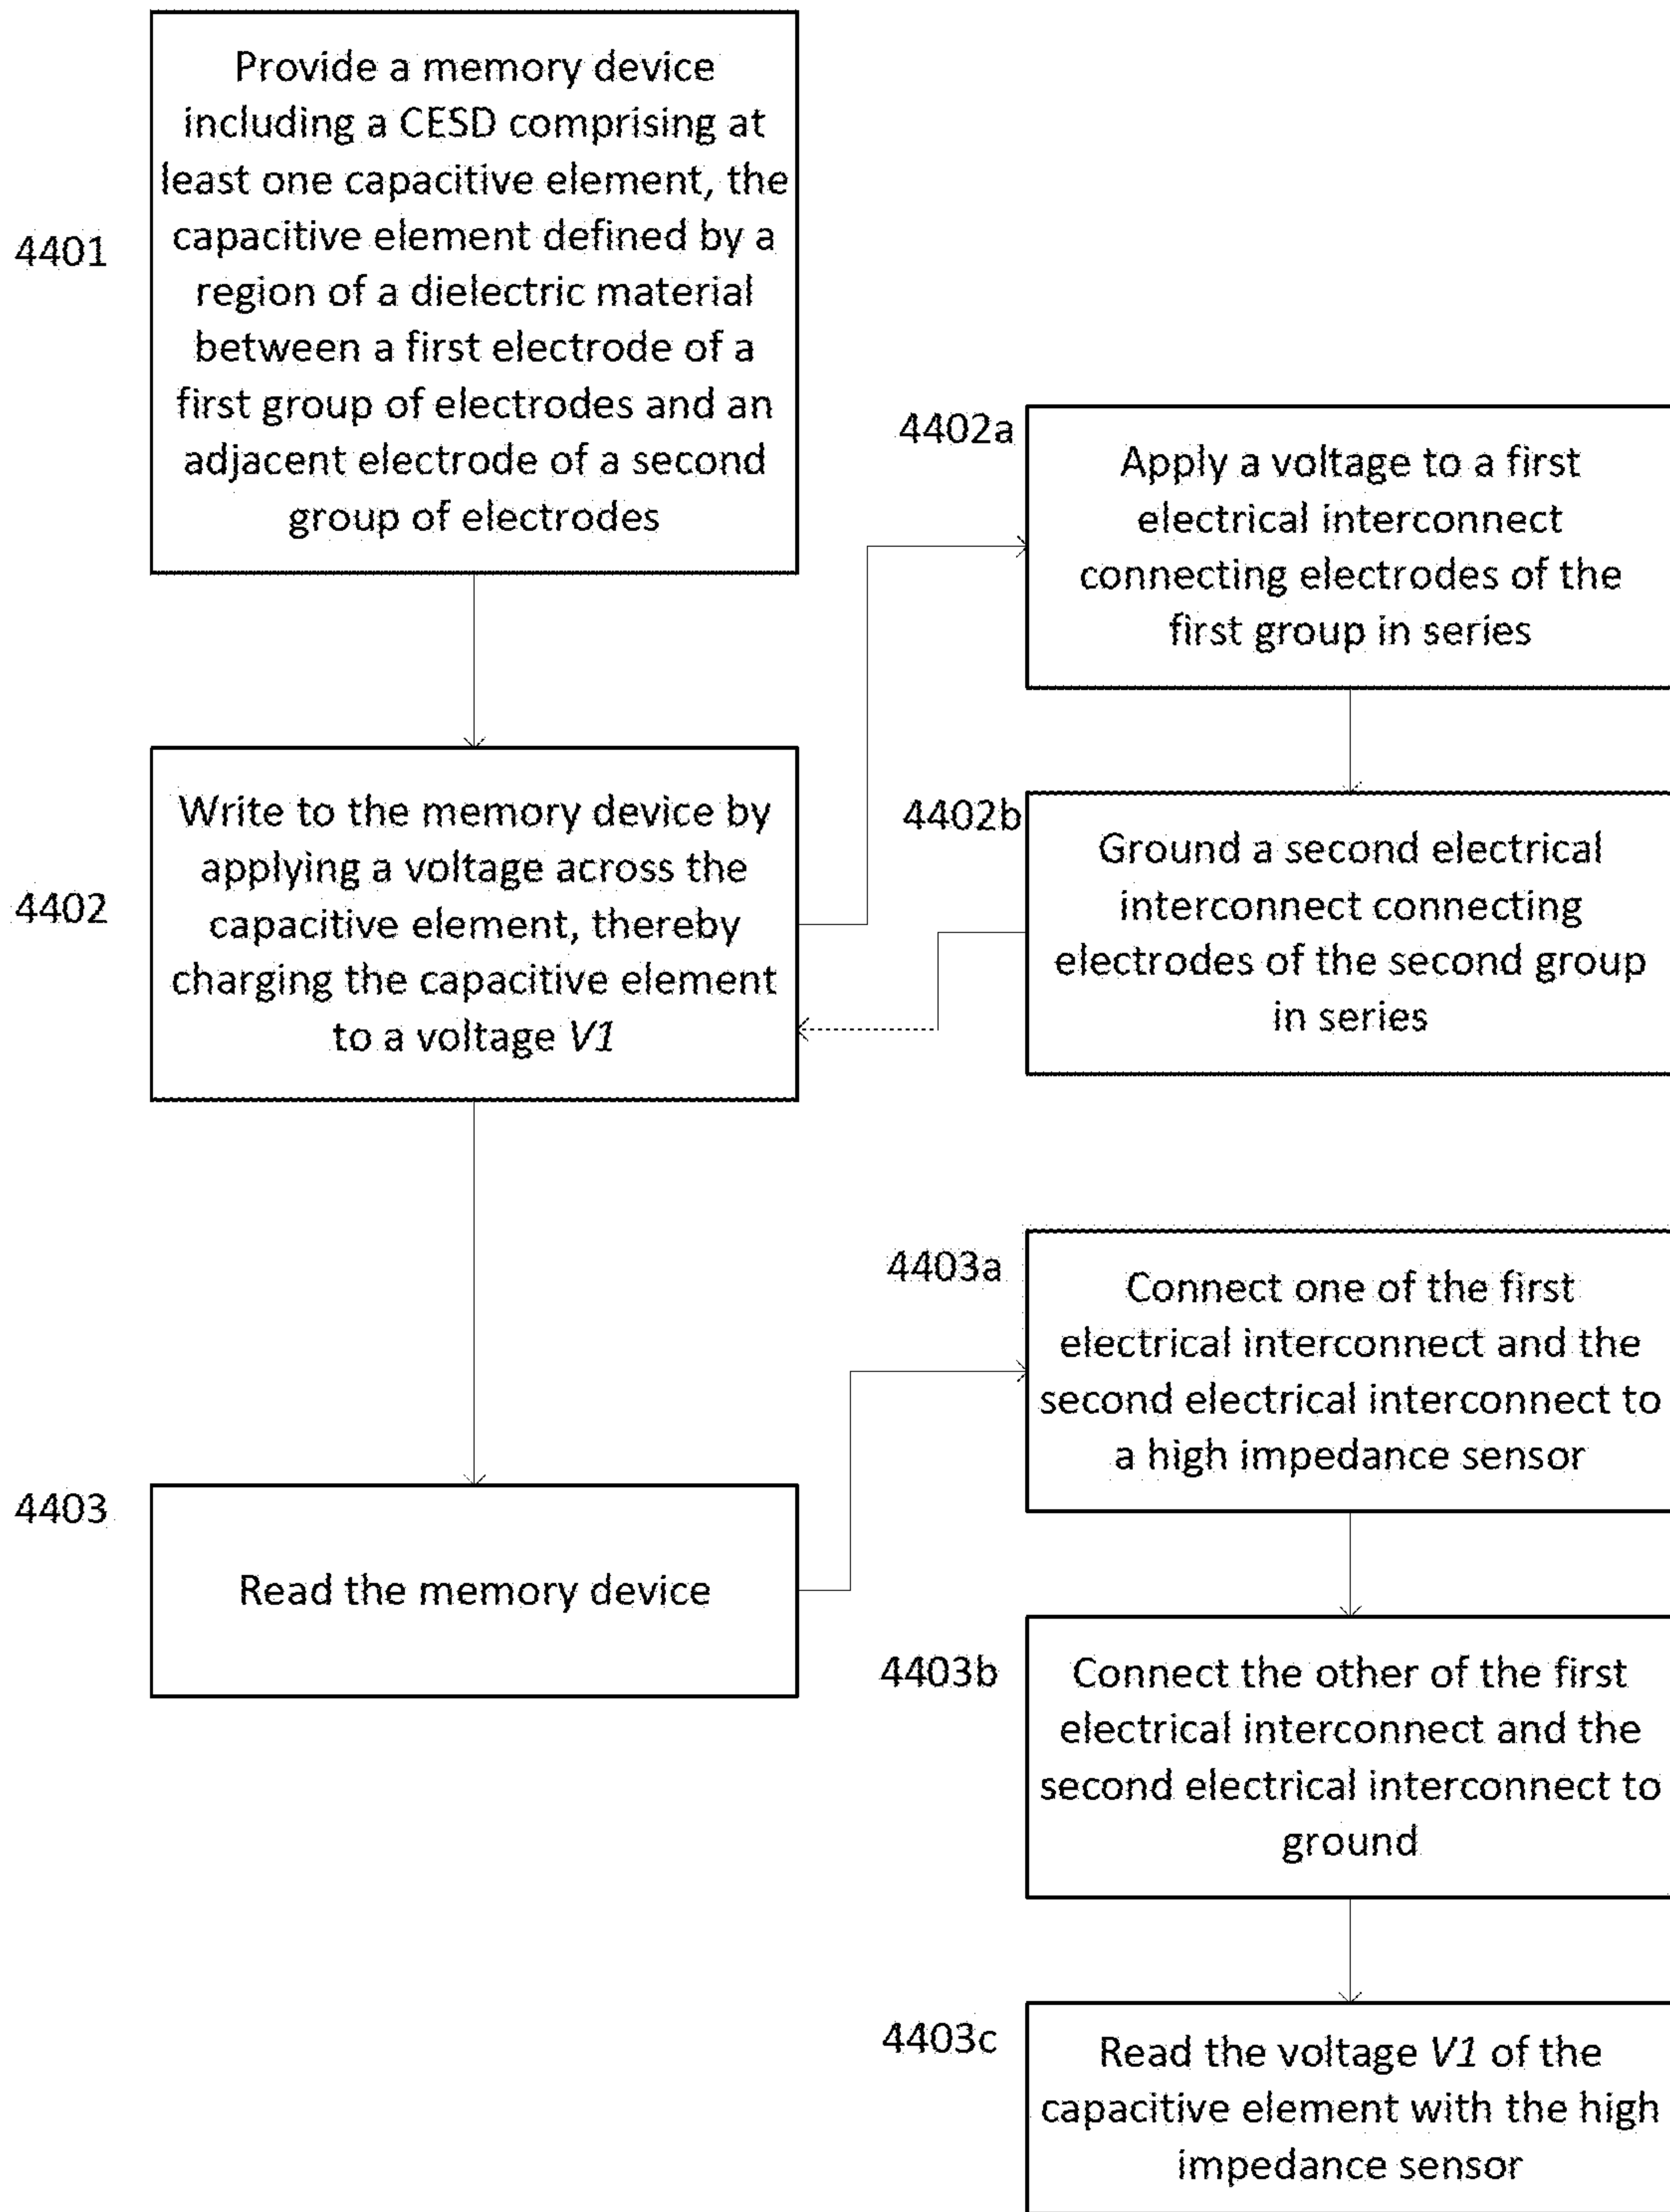 4401
Provide a memory device
including a CESD comprising at
least one capacitive element, the
capacitive element defined by a
region of a dielectric material
between a first electrode of a
first group of electrodes and an
adjacent electrode of a second
group of electrodes
4402
Write to the memory device by
applying a voltage across the
capacitive element, thereby
charging the capacitive element
to a voltage V1
4402a
Apply a voltage to a first
electrical interconnect
connecting electrodes of the
first group in series
4402b
Ground a second electrical
interconnect connecting
electrodes of the second group
in series
4403
Read the memory device
4403a
Connect one of the first
electrical interconnect and the
second electrical interconnect to
a high impedance sensor
4403b
Connect the other of the first
electrical interconnect and the
second electrical interconnect to
ground
4403c
Read the voltage V1 of the
capacitive element with the high
impedance sensor